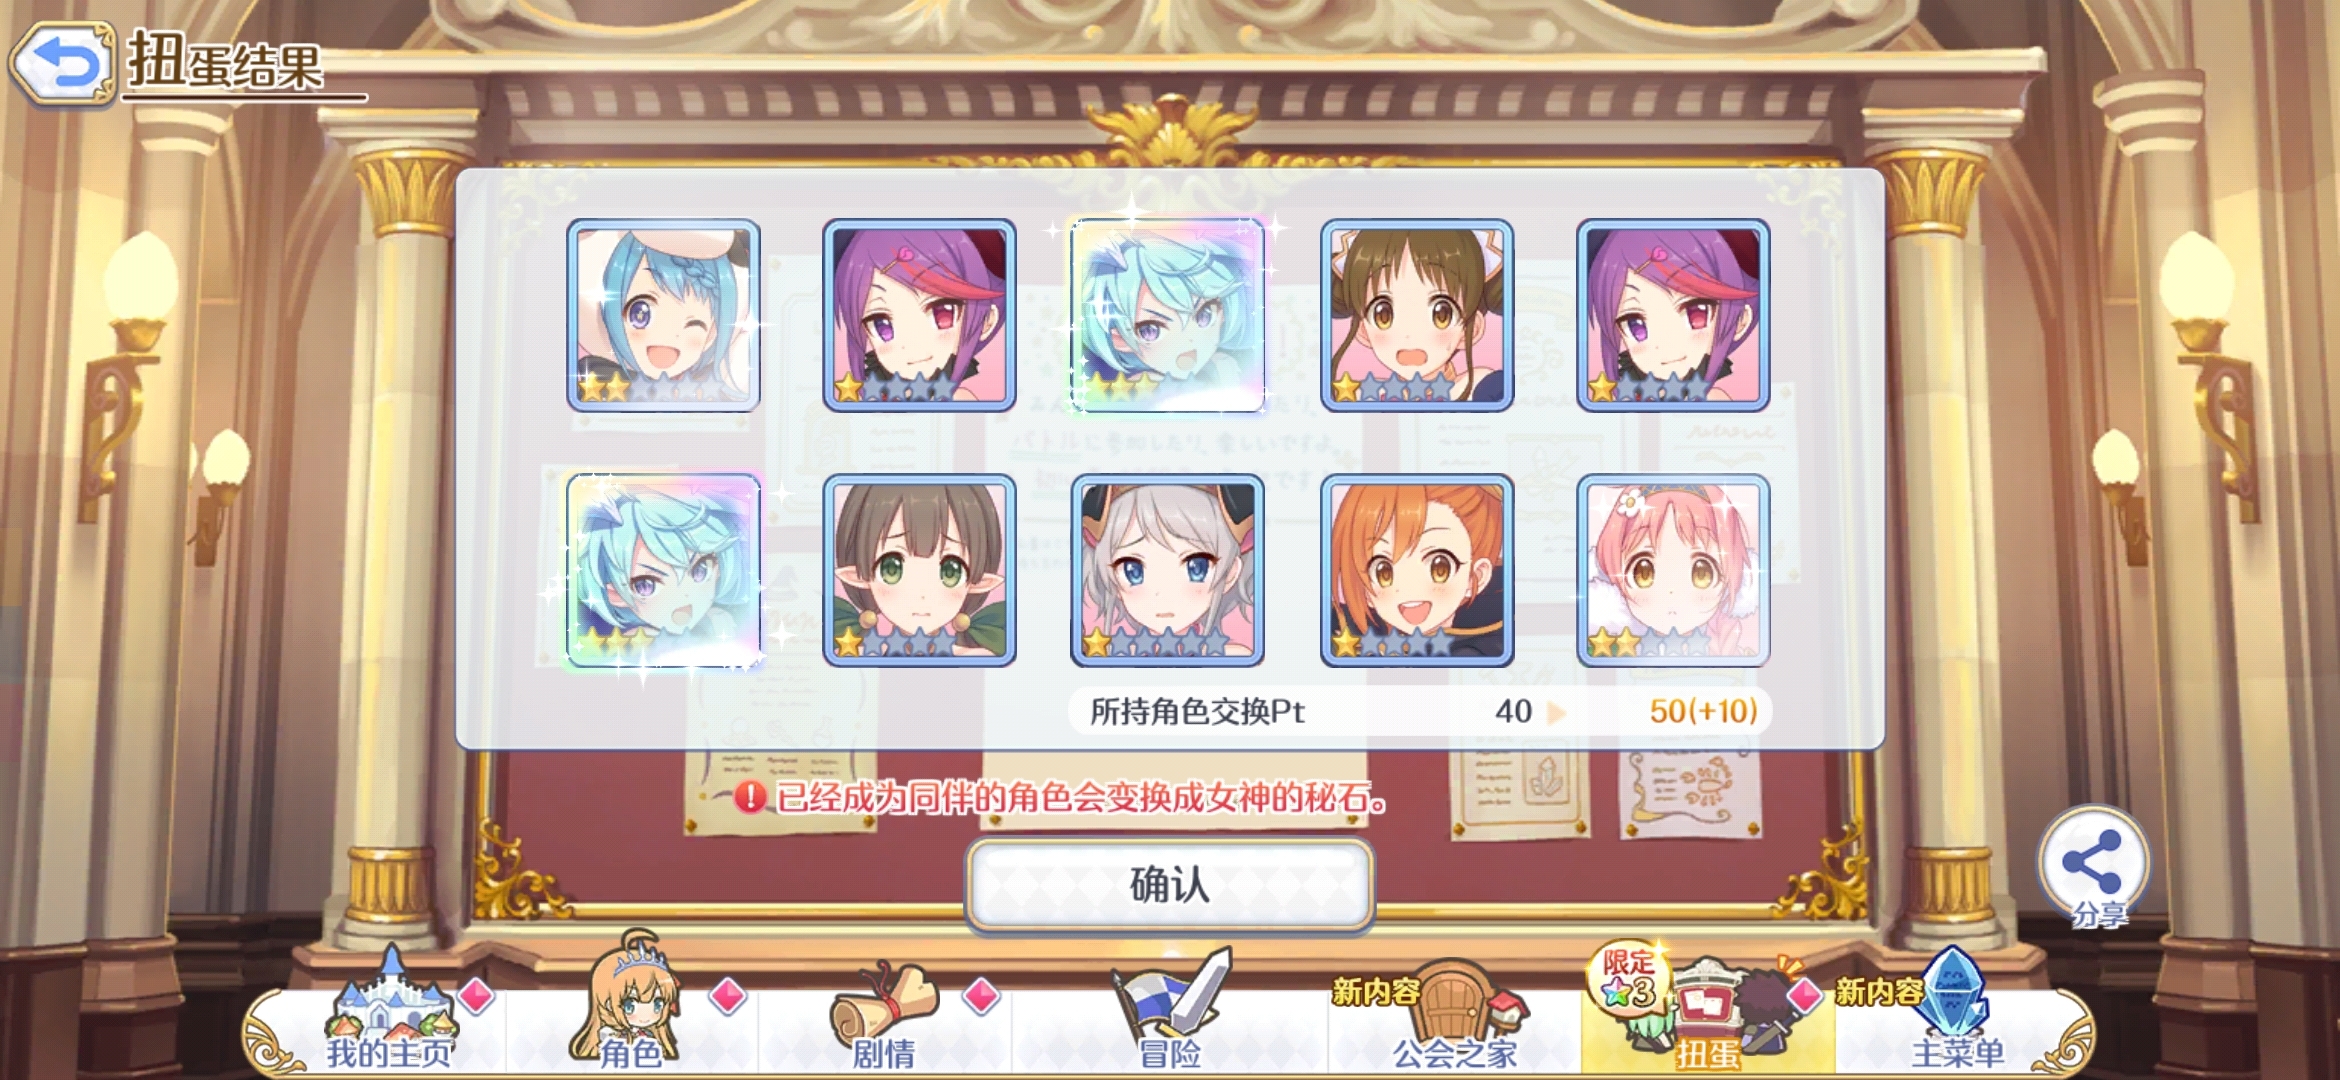 扭蛋结果
所持角色交换Pt 40 50(+10)
已经成为同伴的角色会变换成女神的秘石。
确认
分享
新内容
限定
3
新内容
我的主页
角色
剧情
冒险
公会之家
扭蛋
主菜单